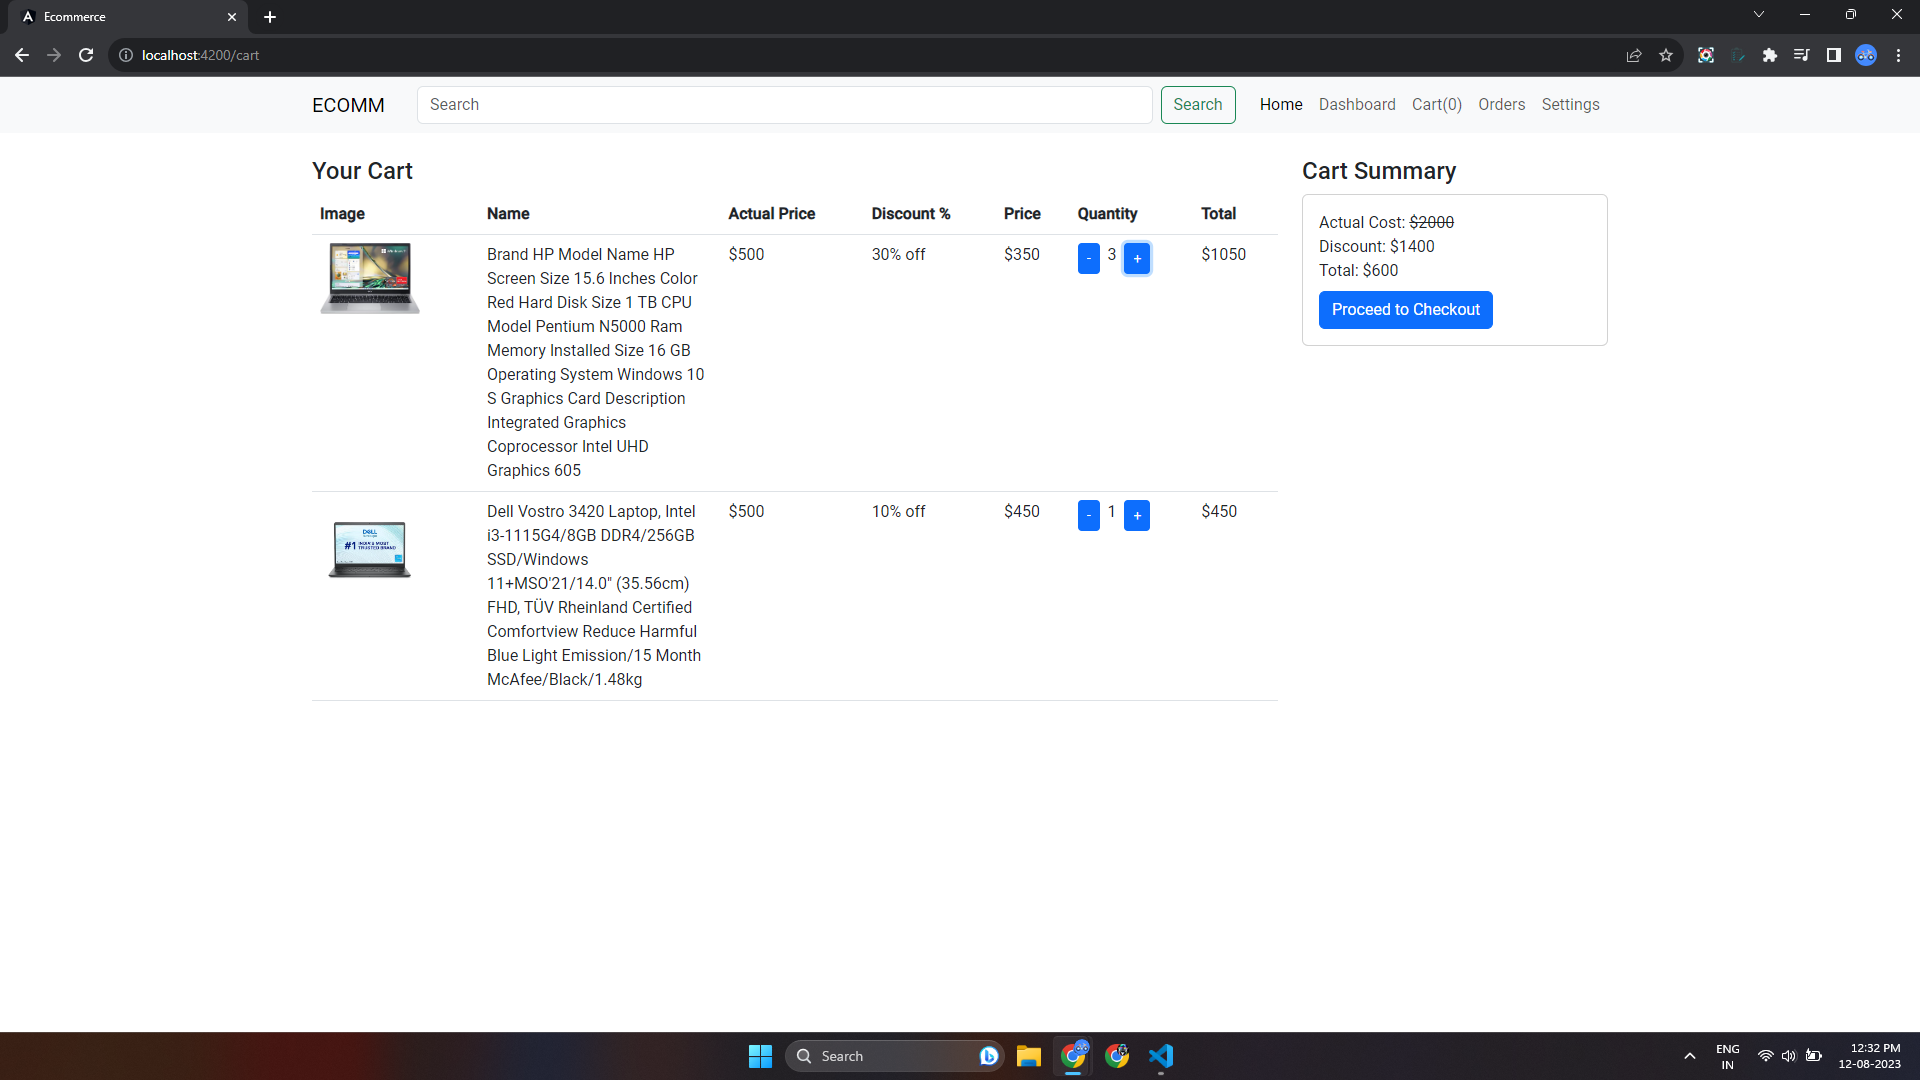 Ecommerce
localhost:4200/cart
ECOMM
Search
Search
Home
Dashboard
Cart(0)
Orders
Settings
Your Cart
Image Name Actual Price Discount % Price Quantity Total
Brand HP Model Name HP
Screen Size 15.6 Inches Color
Red Hard Disk Size 1 TB CPU
Model Pentium N5000 Ram
Memory Installed Size 16 GB
Operating System Windows 10
S Graphics Card Description
Integrated Graphics
Coprocessor Intel UHD
Graphics 605
$500
30% off
$350
- 3 +
$1050
DELL
#1 INDIA'S MOST
TRUSTED BRAND
Dell Vostro 3420 Laptop, Intel
i3-1115G4/8GB DDR4/256GB
SSD/Windows
11+MSO'21/14.0" (35.56cm)
FHD, TÜV Rheinland Certified
Comfortview Reduce Harmful
Blue Light Emission/15 Month
McAfee/Black/1.48kg
$500
10% off
$450
- 1 +
$450
Cart Summary
Actual Cost: $2000
Discount: $1400
Total: $600
Proceed to Checkout
Search
ENG
IN
12:32 PM
12-08-2023